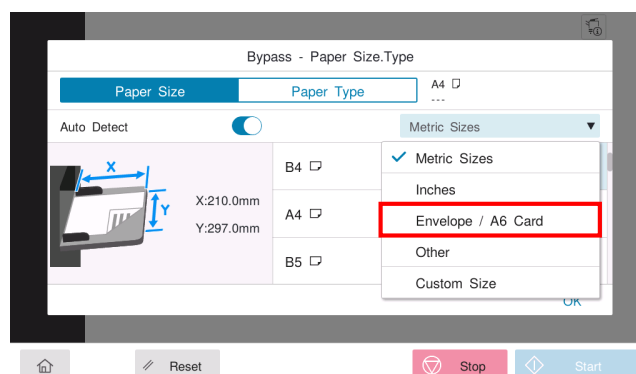 Bypass - Paper Size.Type
Paper Size
Paper Type
A4
---
Auto Detect
Metric Sizes
X
Y
X:210.0mm
Y:297.0mm
B4
A4
B5
Metric Sizes
Inches
Envelope / A6 Card
Other
Custom Size
OK
Reset
Stop
Start